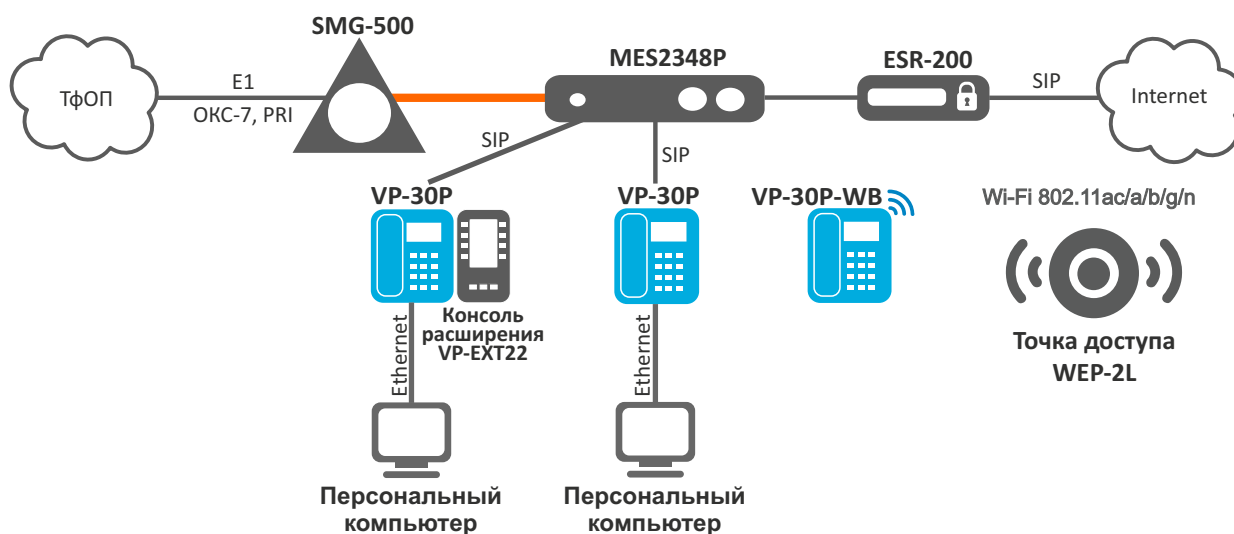 SMG-500
MES2348P
ESR-200
ТфОП
E1
ОКС-7, PRI
SIP
Internet
SIP
SIP
VP-30P
VP-30P
VP-30P-WB
Wi-Fi 802.11ac/a/b/g/n
Консоль
расширения
VP-EXT22
Ethernet
Ethernet
Точка доступа
WEP-2L
Персональный
компьютер
Персональный
компьютер